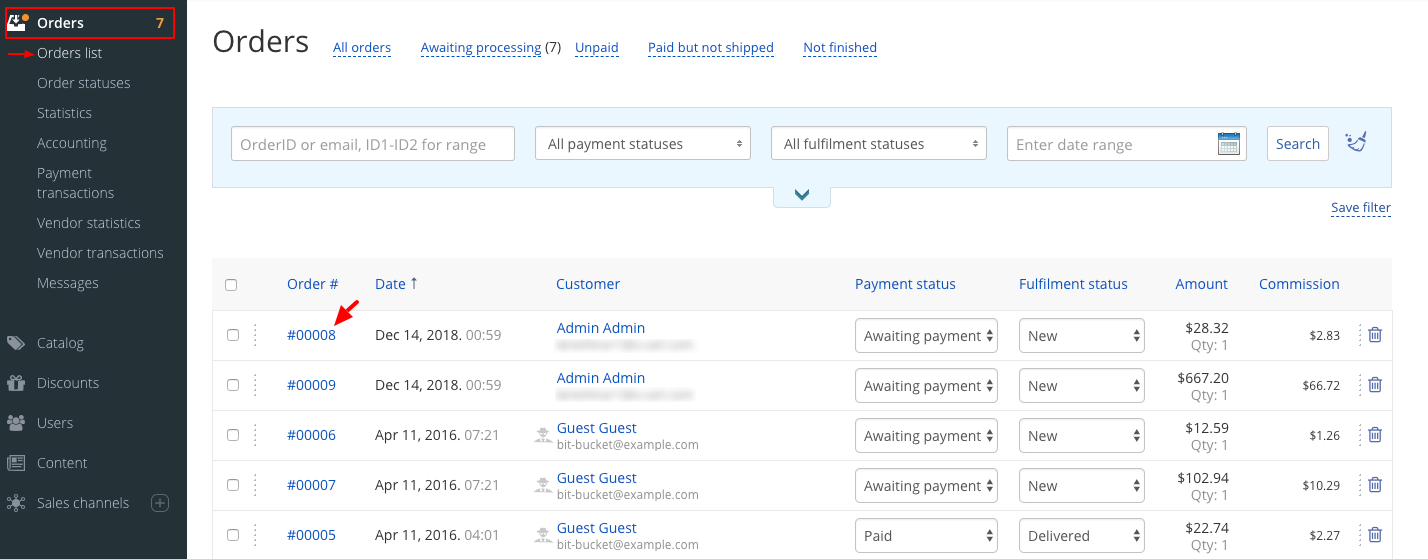 Orders 7
Orders list
Order statuses
Statistics
Accounting
Payment
transactions
Vendor statistics
Vendor transactions
Messages
Catalog
Discounts
Users
Content
Sales channels
Orders All orders Awaiting processing (7) Unpaid Paid but not shipped Not finished
OrderID or email, ID1-ID2 for range All payment statuses All fulfilment statuses Enter date range Search
Save filter
Order # Date ↑ Customer Payment status Fulfilment status Amount Commission
#00008 Dec 14, 2018. 00:59 Admin Admin Awaiting payment New $28.32 $2.83
Qty: 1
#00009 Dec 14, 2018. 00:59 Admin Admin Awaiting payment New $667.20 $66.72
Qty: 1
#00006 Apr 11, 2016. 07:21 Guest Guest Awaiting payment New $12.59 $1.26
bit-bucket@example.com Qty: 1
#00007 Apr 11, 2016. 07:21 Guest Guest Awaiting payment New $102.94 $10.29
bit-bucket@example.com Qty: 1
#00005 Apr 11, 2016. 04:01 Guest Guest Paid Delivered $22.74 $2.27
bit-bucket@example.com Qty: 1